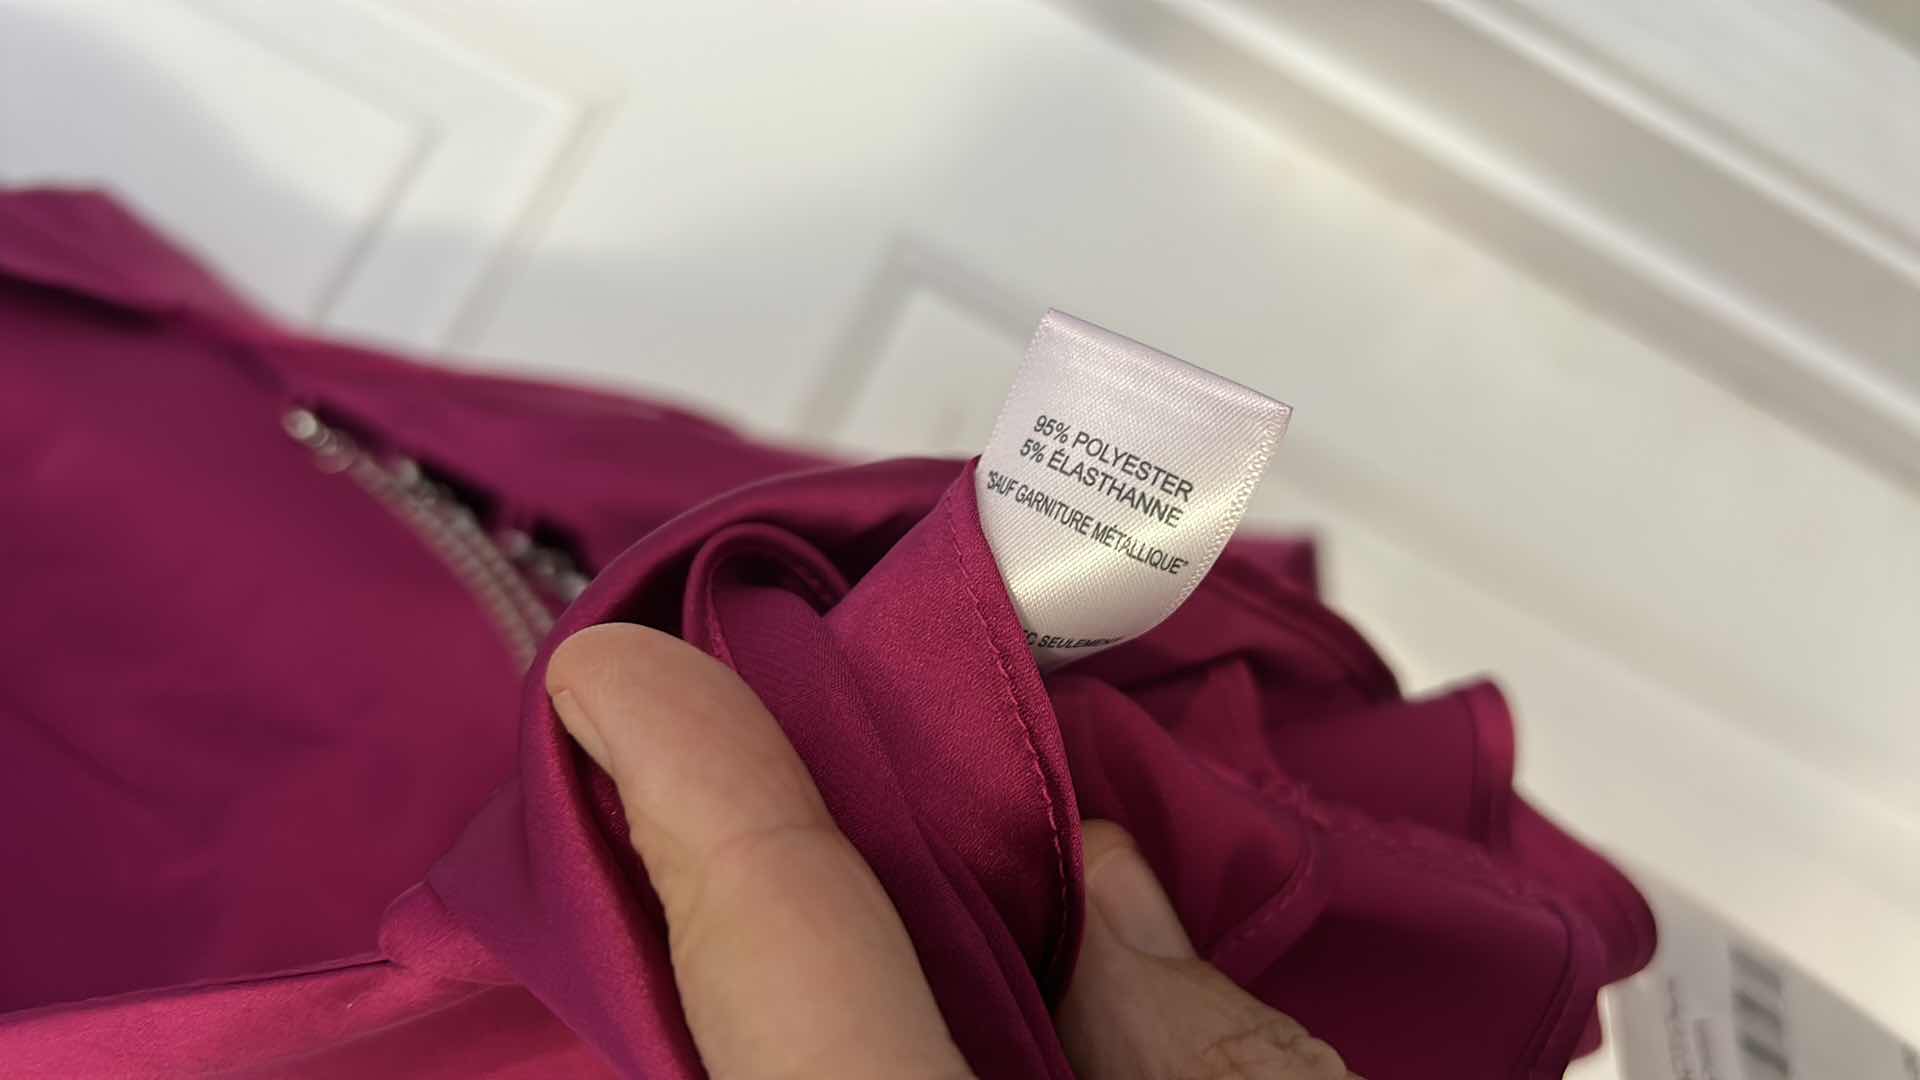 95% POLYESTER
5% ÉLASTHANNE
"SAUF GARNITURE MÉTALLIQUE"
SEULEMENT